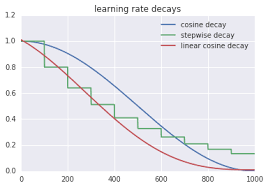 learning rate decays
1.2
1.0
0.8
0.6
0.4
0.2
0.0
cosine decay
stepwise decay
linear cosine decay
0 200 400 600 800 1000